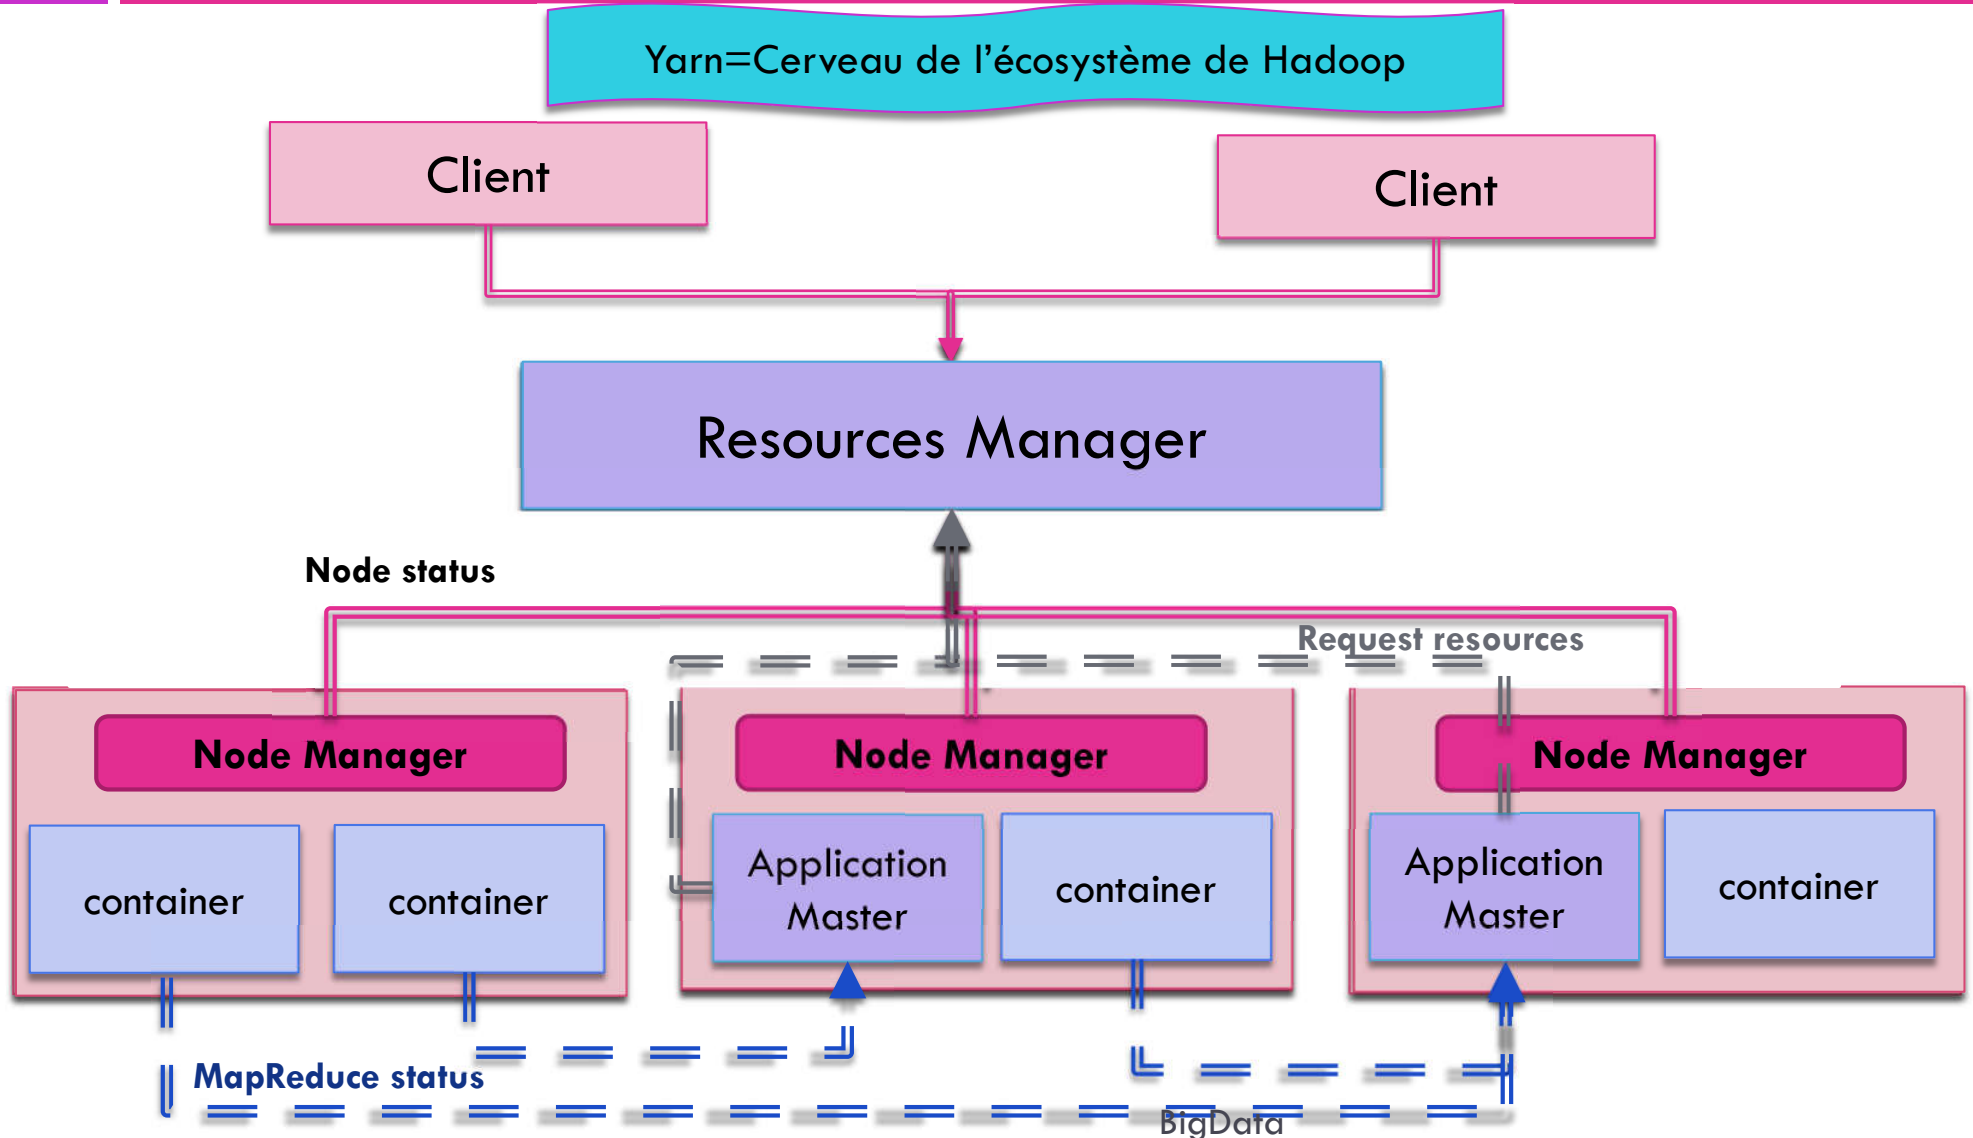 Yarn=Cerveau de l'écosystème de Hadoop
Client
Client
Resources Manager
Node status
Request resources
Node Manager
Node Manager
Node Manager
container
container
Application
Master
container
Application
Master
container
MapReduce status
BigData